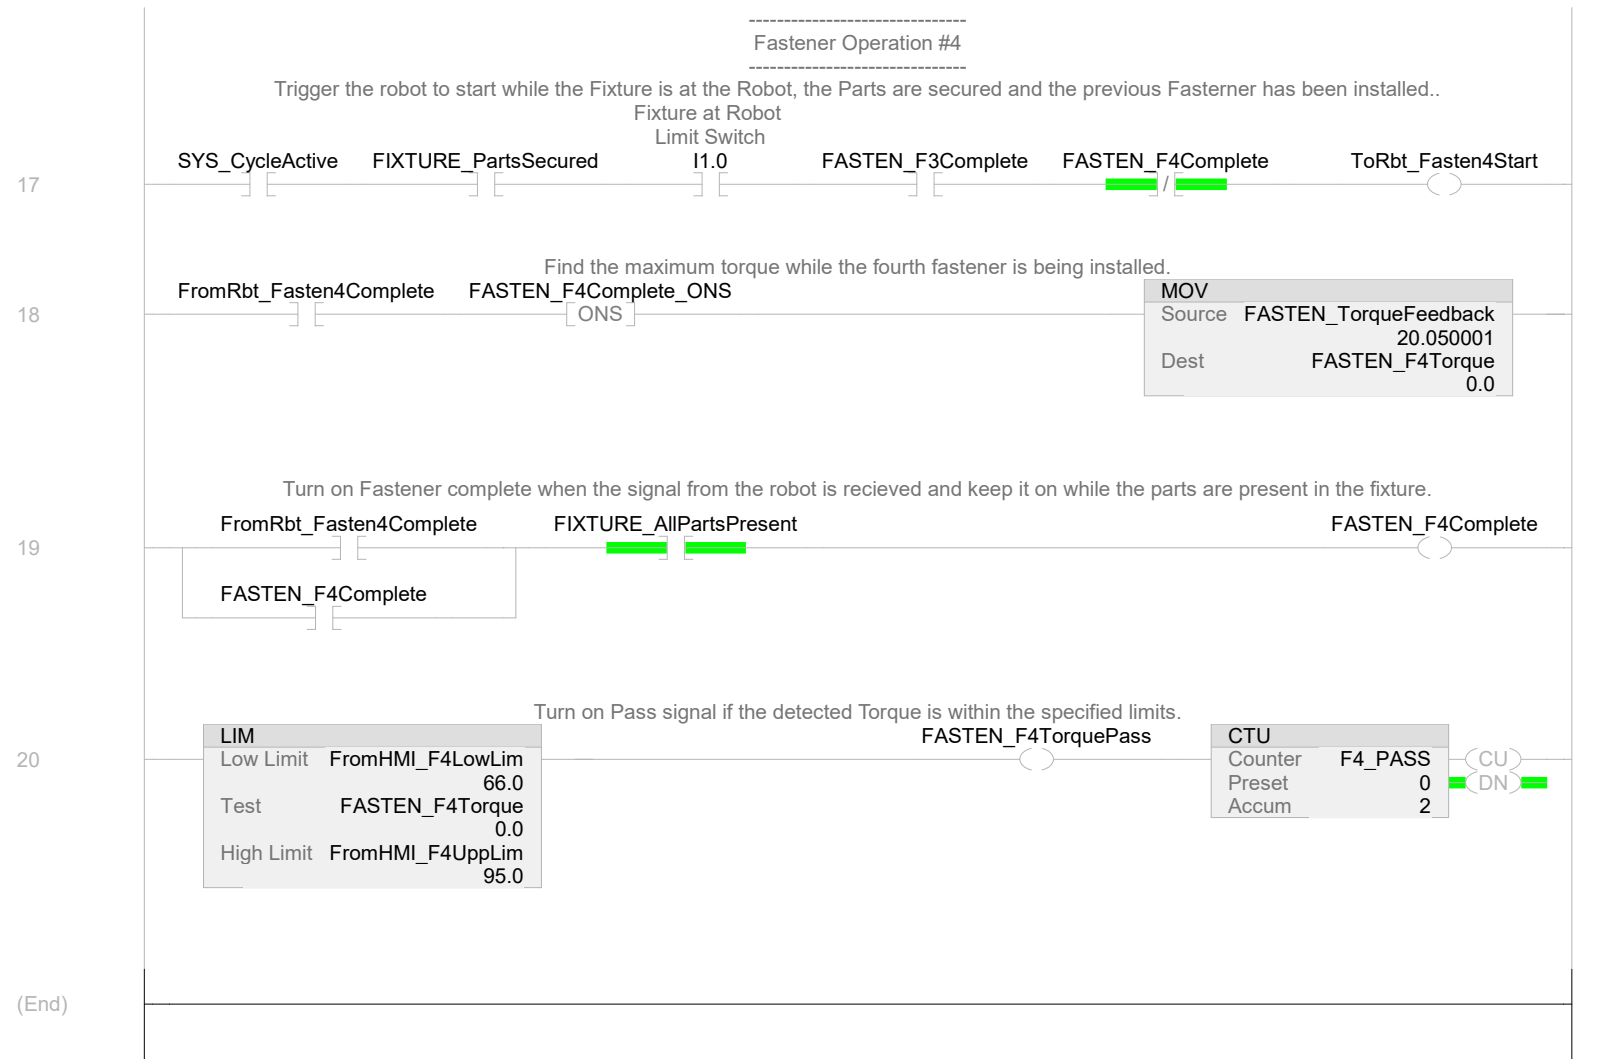 -------------------------------
Fastener Operation #4
-------------------------------
Trigger the robot to start while the Fixture is at the Robot, the Parts are secured and the previous Fasterner has been installed..
Fixture at Robot
Limit Switch
SYS_CycleActive FIXTURE_PartsSecured I1.0 FASTEN_F3Complete FASTEN_F4Complete ToRbt_Fasten4Start
17 /
Find the maximum torque while the fourth fastener is being installed.
FromRbt_Fasten4Complete FASTEN_F4Complete_ONS MOV
18 ONS Source FASTEN_TorqueFeedback
20.050001
Dest FASTEN_F4Torque
0.0
Turn on Fastener complete when the signal from the robot is recieved and keep it on while the parts are present in the fixture.
FromRbt_Fasten4Complete FIXTURE_AllPartsPresent FASTEN_F4Complete
19
FASTEN_F4Complete
Turn on Pass signal if the detected Torque is within the specified limits.
LIM FASTEN_F4TorquePass CTU
20 Low Limit FromHMI_F4LowLim Counter F4_PASS CU
66.0 Preset 0 DN
Test FASTEN_F4Torque Accum 2
0.0
High Limit FromHMI_F4UppLim
95.0
(End)